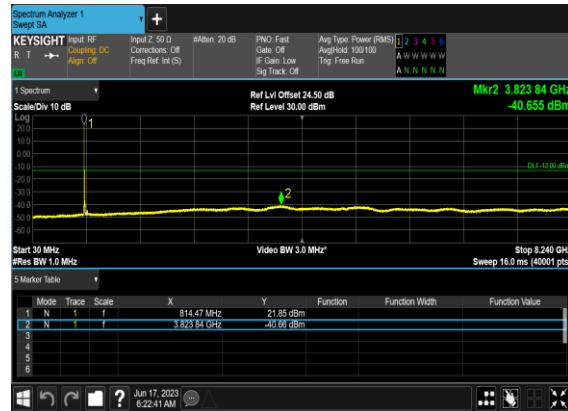 Spectrum Analyzer 1
Swept SA
+
KEYSIGHT Input: RF Input Z: 50 Ω #Atten: 20 dB PNO: Fast Avg Type: Power (RMS) 1 2 3 4 5 6
R T Coupling: DC Corrections: Off Gate: Off Avg|Hold: 100/100 A W W W W W
Align: Off Freq Ref: Int (S) IF Gain: Low Trig: Free Run
Sig Track: Off A N N N N N
1 Spectrum Ref Lvl Offset 24.50 dB Mkr2 3.823 84 GHz
Scale/Div 10 dB Ref Level 30.00 dBm -40.655 dBm
Log
1
20.0
10.0
0.00
-10.0
DL1 -13.00 dBm
-20.0
-30.0
2
-40.0
-50.0
-60.0
Start 30 MHz Video BW 3.0 MHz* Stop 8.240 GHz
#Res BW 1.0 MHz Sweep 16.0 ms (40001 pts)
5 Marker Table
Mode Trace Scale X Y Function Function Width Function Value
1 N 1 f 814.47 MHz 21.85 dBm
2 N 1 f 3.823 84 GHz -40.66 dBm
3
4
5
6
? Jun 17, 2023
6:22:41 AM